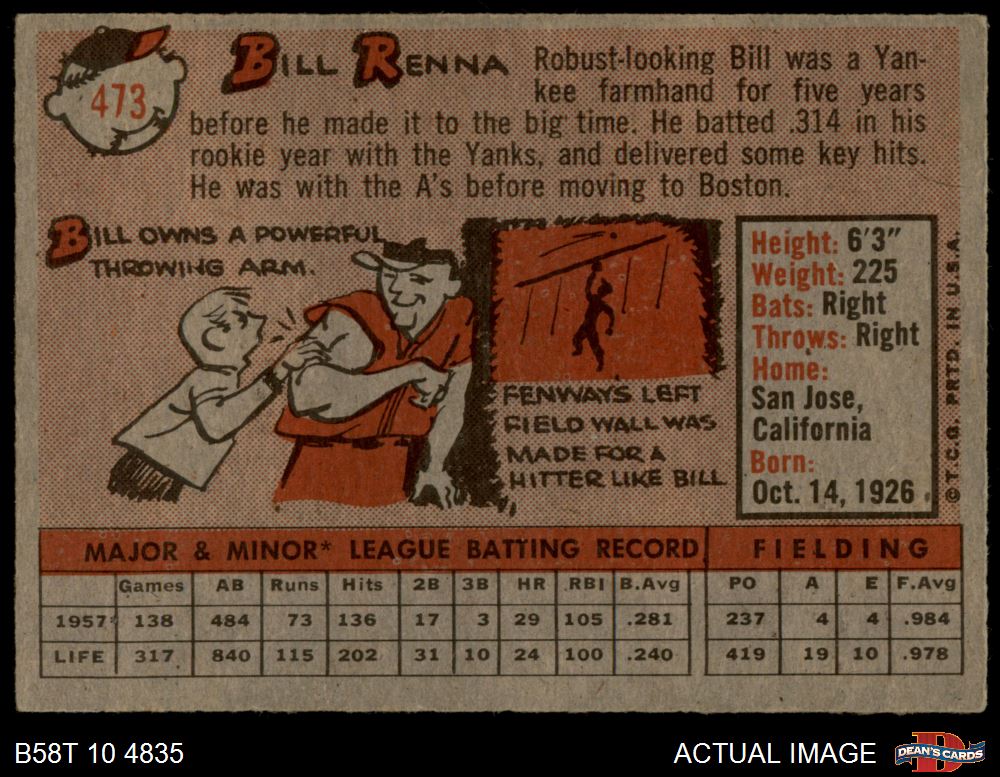 473
BILL RENNA
Robust-looking Bill was a Yan-
kee farmhand for five years
before he made it to the big time. He batted .314 in his
rookie year with the Yanks, and delivered some key hits.
He was with the A's before moving to Boston.
BILL OWNS A POWERFUL
THROWING ARM.
FENWAY'S LEFT
FIELD WALL WAS
MADE FOR A
HITTER LIKE BILL
Height: 6'3"
Weight: 225
Bats: Right
Throws: Right
Home:
San Jose,
California
Born:
Oct. 14, 1926
© T.C.G. PRTD. IN U.S.A.
MAJOR & MINOR* LEAGUE BATTING RECORD FIELDING
Games AB Runs Hits 2B 3B HR RBI B.Avg PO A E F.Avg
1957* 138 484 73 136 17 3 29 105 .281 237 4 4 .984
LIFE 317 840 115 202 31 10 24 100 .240 419 19 10 .978
B58T 10 4835
ACTUAL IMAGE
DEAN'S CARDS